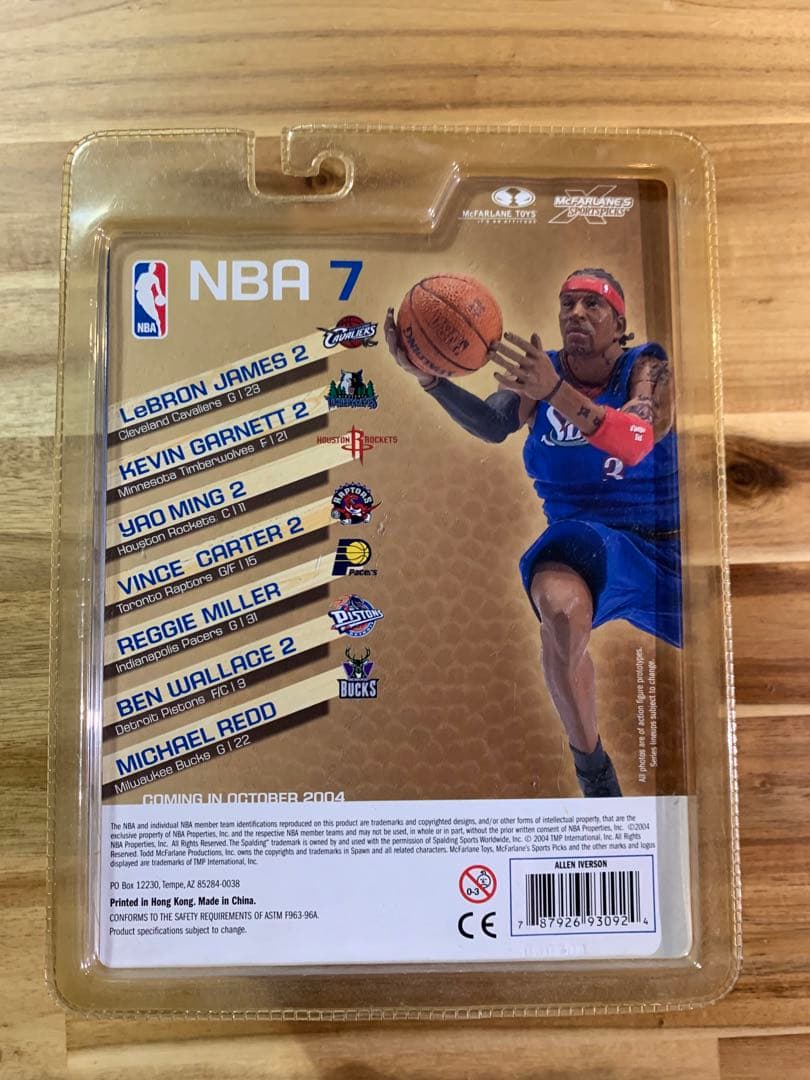 McFARLANE TOYS
IT'S AN ATTITUDE
McFARLANE'S
SPORTSPICKS
NBA
NBA 7
CAVALIERS
LeBRON JAMES 2
Cleveland Cavaliers G | 23
KEVIN GARNETT 2
Minnesota Timberwolves F | 21
HOUSTON ROCKETS
YAO MING 2
Houston Rockets C | 11
RAPTORS
VINCE CARTER 2
Toronto Raptors G/F | 15
Pacers
REGGIE MILLER
Indianapolis Pacers G | 31
PISTONS
BEN WALLACE 2
Detroit Pistons F/C | 3
BUCKS
MICHAEL REDD
Milwaukee Bucks G | 22
COMING IN OCTOBER 2004
SPALDING
All photos are of action figure prototypes.
Series lineups subject to change.
The NBA and individual NBA member team identifications reproduced on this product are trademarks and copyrighted designs, and/or other forms of intellectual property, that are the
exclusive property of NBA Properties, Inc. and the respective NBA member teams and may not be used, in whole or in part, without the prior written consent of NBA Properties, Inc. ©2004
NBA Properties, Inc. All Rights Reserved. The Spalding® trademark is owned by and used with the permission of Spalding Sports Worldwide, Inc. © 2004 TMP International, Inc. All Rights
Reserved. Todd McFarlane Productions, Inc. owns the copyrights and trademarks in Spawn and all related characters. McFarlane Toys, McFarlane's Sports Picks and the other marks and logus
displayed are trademarks of TMP International, Inc.
PO Box 12230, Tempe, AZ 85284-0038
Printed in Hong Kong. Made in China.
CONFORMS TO THE SAFETY REQUIREMENTS OF ASTM F963-96A.
Product specifications subject to change.
0-3
CE
ALLEN IVERSON
7 87926 93092 4